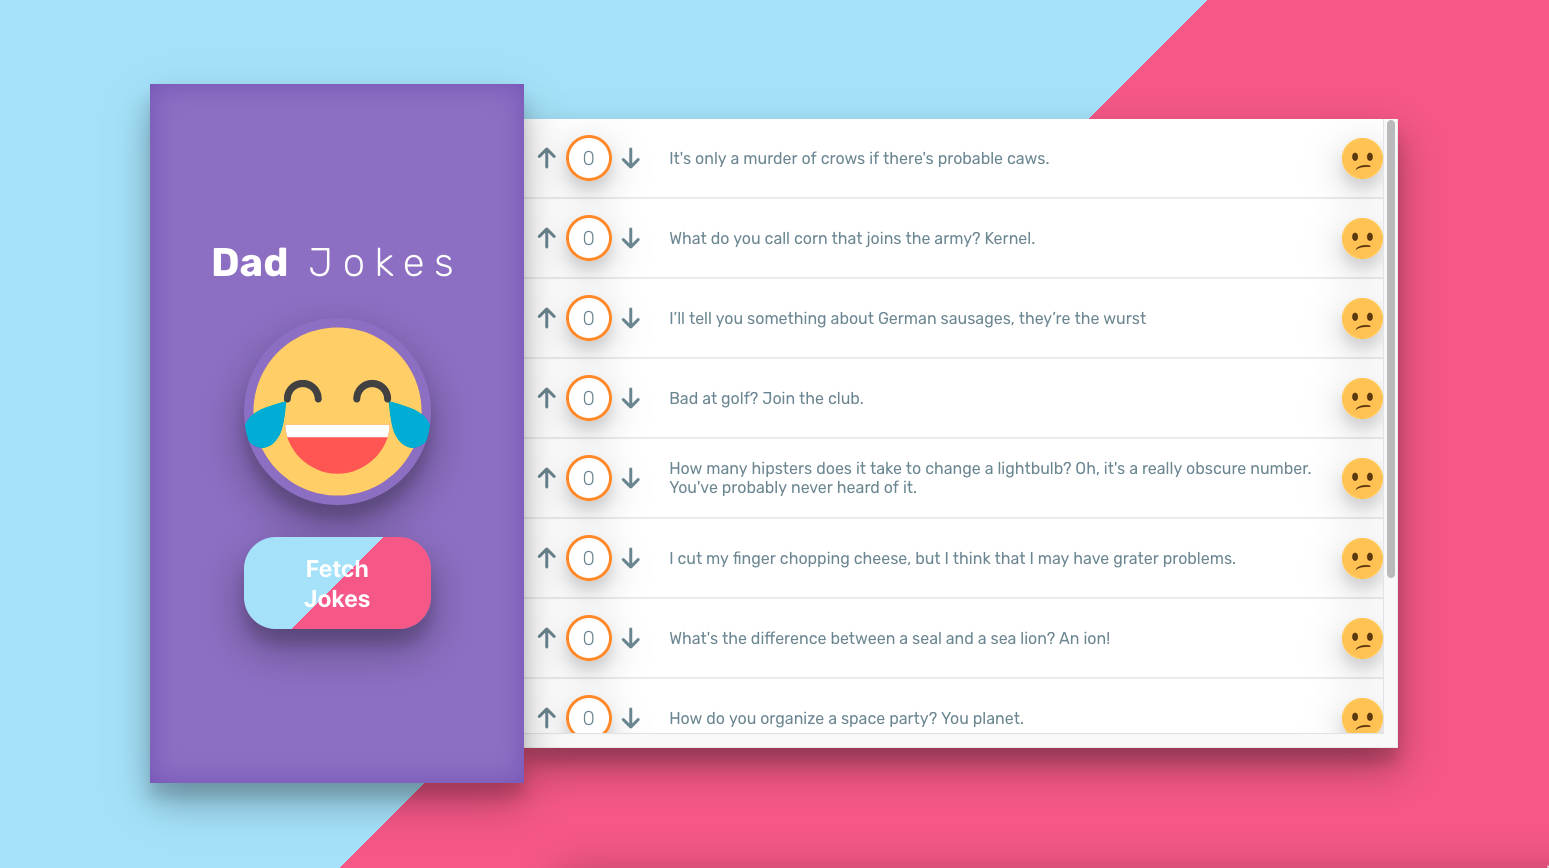 Dad Jokes
Fetch
Jokes
0
It's only a murder of crows if there's probable caws.
0
What do you call corn that joins the army? Kernel.
0
I’ll tell you something about German sausages, they’re the wurst
0
Bad at golf? Join the club.
0
How many hipsters does it take to change a lightbulb? Oh, it's a really obscure number.
You've probably never heard of it.
0
I cut my finger chopping cheese, but I think that I may have grater problems.
0
What's the difference between a seal and a sea lion? An ion!
0
How do you organize a space party? You planet.